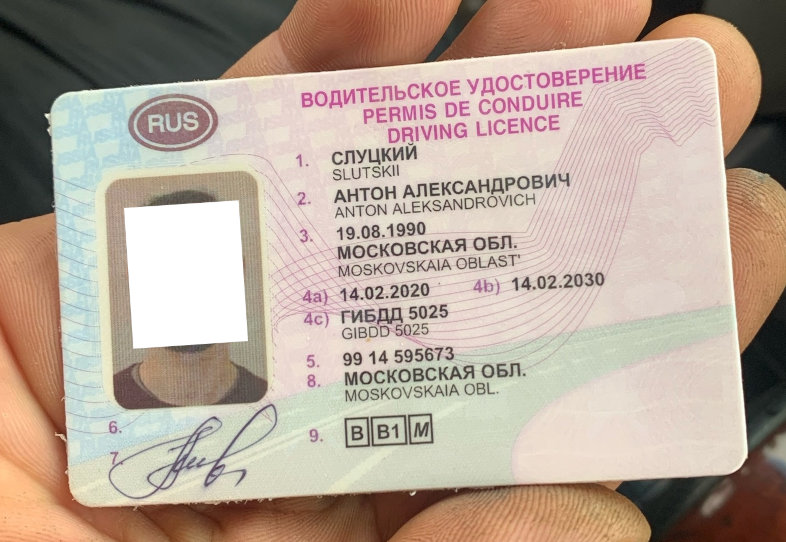 RUS
ВОДИТЕЛЬСКОЕ УДОСТОВЕРЕНИЕ
PERMIS DE CONDUIRE
DRIVING LICENCE
1. СЛУЦКИЙ
SLUTSKII
2. АНТОН АЛЕКСАНДРОВИЧ
ANTON ALEKSANDROVICH
3. 19.08.1990
МОСКОВСКАЯ ОБЛ.
MOSKOVSKAIA OBLAST'
4a) 14.02.2020 4b) 14.02.2030
4c) ГИБДД 5025
GIBDD 5025
5. 99 14 595673
8. МОСКОВСКАЯ ОБЛ.
MOSKOVSKAIA OBL.
6.
7.
9. B B1 M